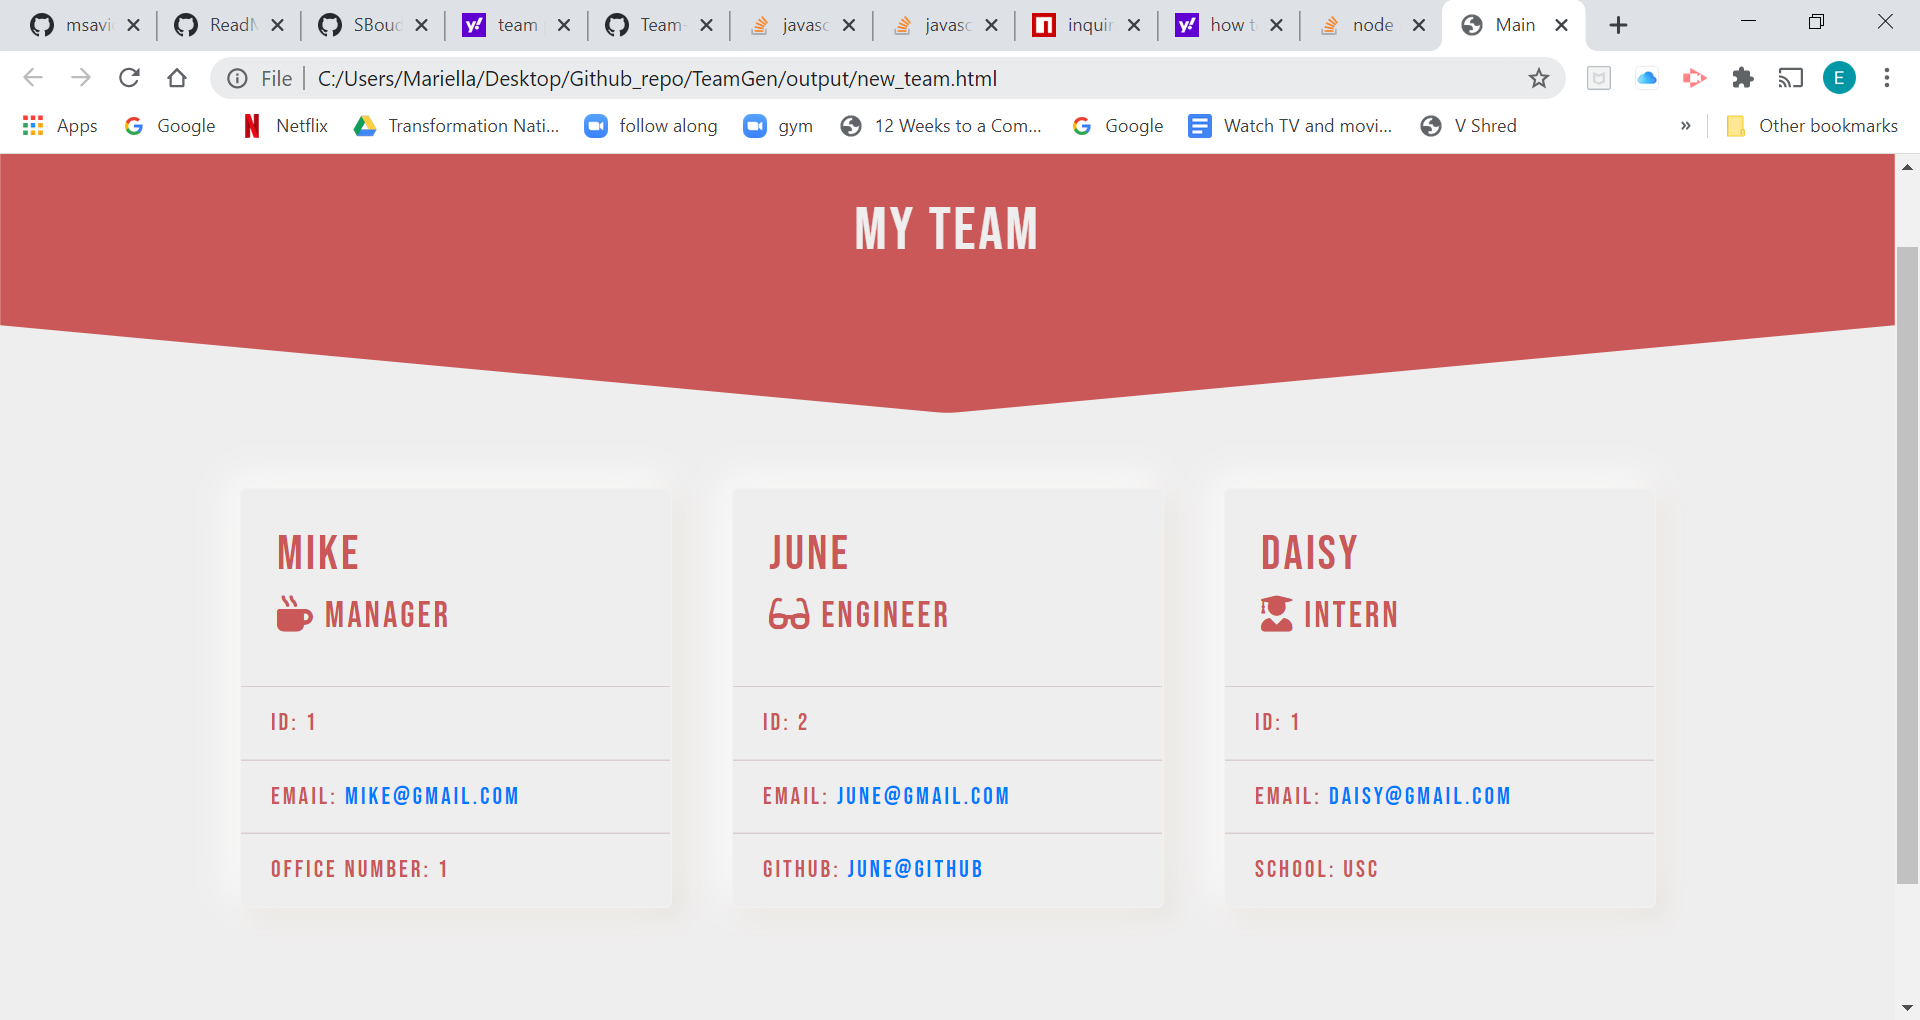 msavi
ReadM
SBoud
team
Team-
javasc
javasc
inquir
how t
node
Main
File
C:/Users/Mariella/Desktop/Github_repo/TeamGen/output/new_team.html
E
Apps
Google
Netflix
Transformation Nati...
follow along
gym
12 Weeks to a Com...
Google
Watch TV and movi...
V Shred
»
Other bookmarks
MY TEAM
MIKE
MANAGER
ID: 1
EMAIL: MIKE@GMAIL.COM
OFFICE NUMBER: 1
JUNE
ENGINEER
ID: 2
EMAIL: JUNE@GMAIL.COM
GITHUB: JUNE@GITHUB
DAISY
INTERN
ID: 1
EMAIL: DAISY@GMAIL.COM
SCHOOL: USC